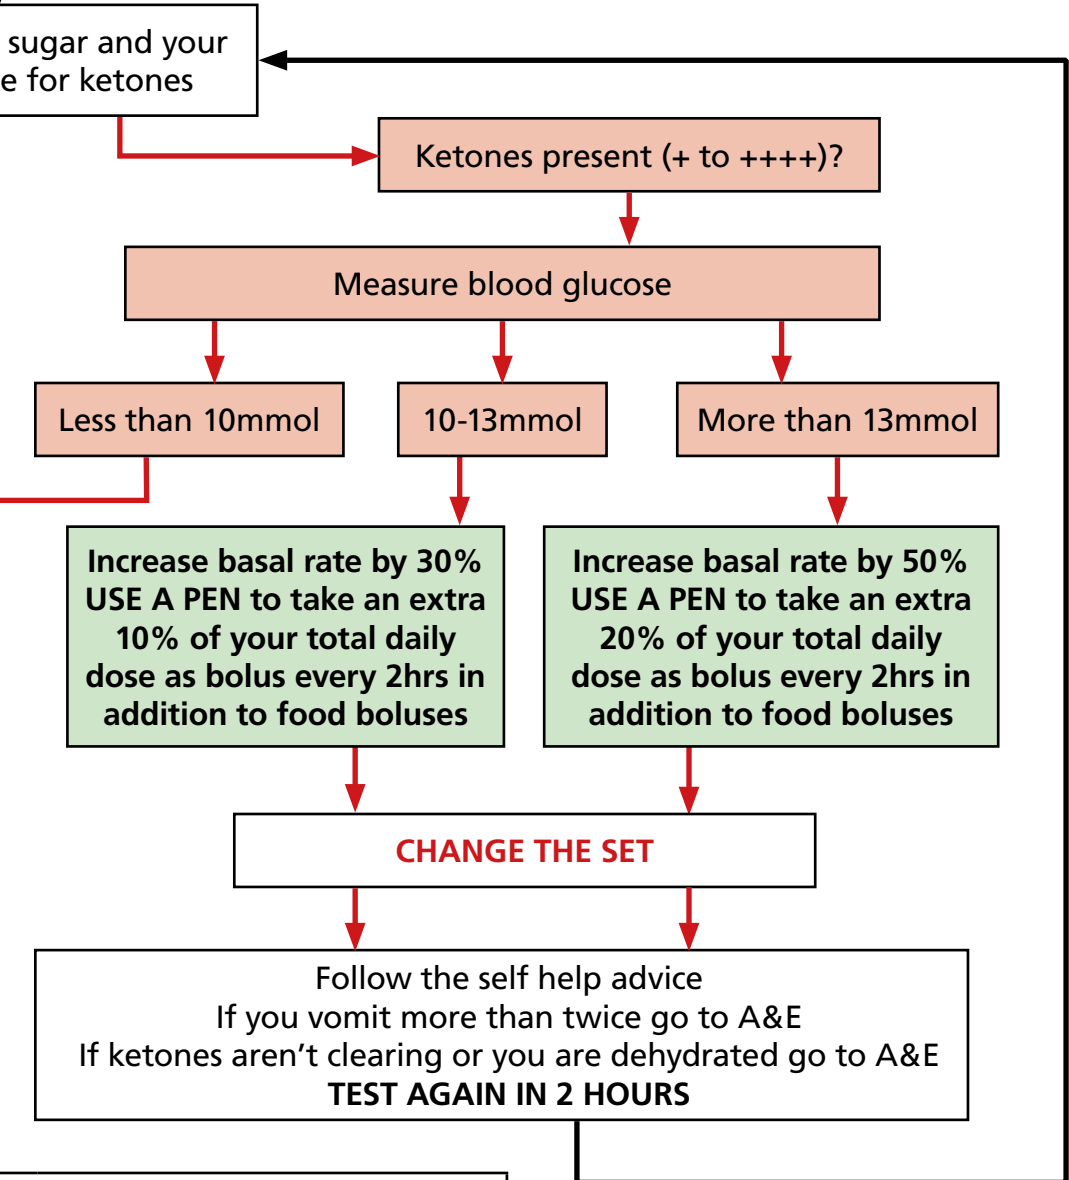 sugar and your
e for ketones
Ketones present (+ to ++++)?
Measure blood glucose
Less than 10mmol
10-13mmol
More than 13mmol
Increase basal rate by 30%
USE A PEN to take an extra
10% of your total daily
dose as bolus every 2hrs in
addition to food boluses
Increase basal rate by 50%
USE A PEN to take an extra
20% of your total daily
dose as bolus every 2hrs in
addition to food boluses
CHANGE THE SET
Follow the self help advice
If you vomit more than twice go to A&E
If ketones aren't clearing or you are dehydrated go to A&E
TEST AGAIN IN 2 HOURS